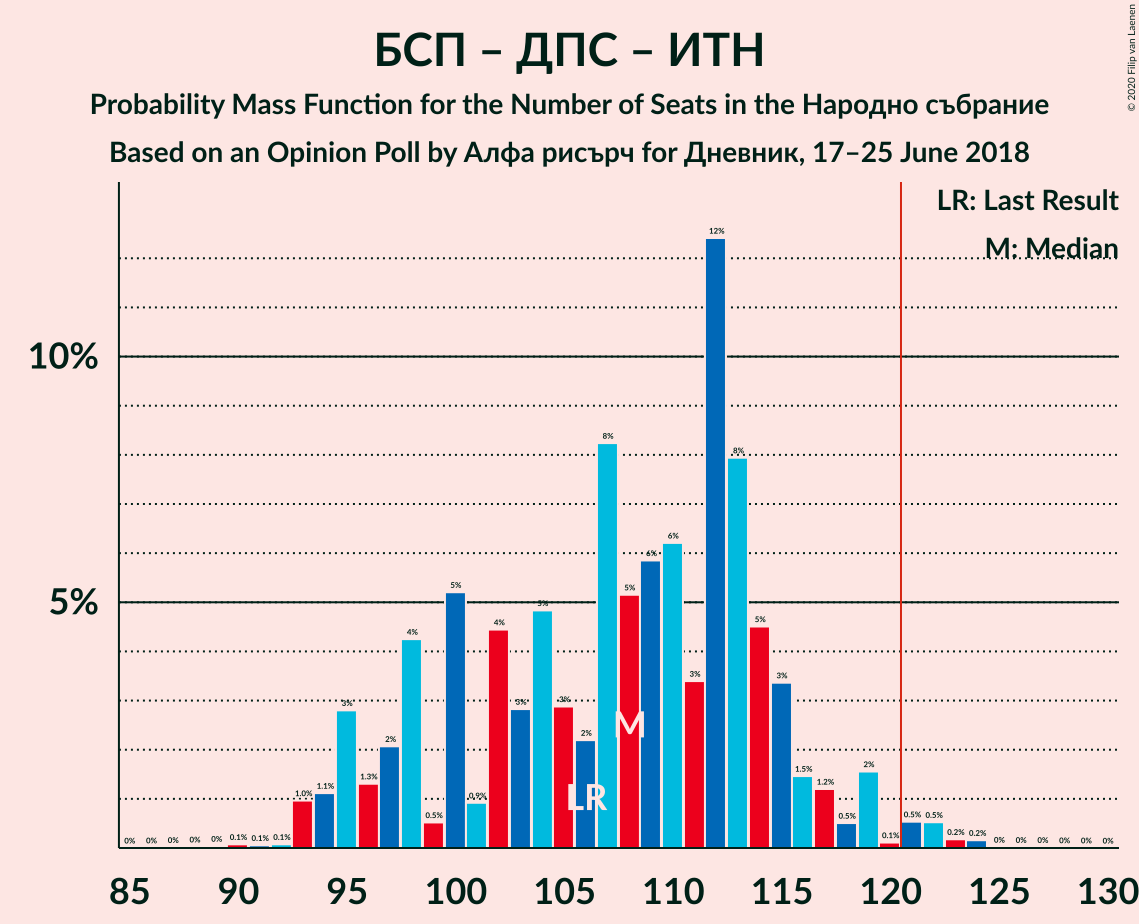 БСП – ДПС – ИТН
Probability Mass Function for the Number of Seats in the Народно събрание
Based on an Opinion Poll by Алфа рисърч for Дневник, 17–25 June 2018
© 2020 Filip van Laenen
LR: Last Result
M: Median
10%
5%
0% 0% 0% 0% 0% 0.1% 0.1% 0.1% 1.0% 1.1% 3% 1.3% 2% 4% 0.5% 5% 0.9% 4% 3% 5% 3% 2% 8% 5% 6% 6% 3% 12% 8% 5% 3% 1.5% 1.2% 0.5% 2% 0.1% 0.5% 0.5% 0.2% 0.2% 0% 0% 0% 0% 0% 0%
M
LR
85 90 95 100 105 110 115 120 125 130